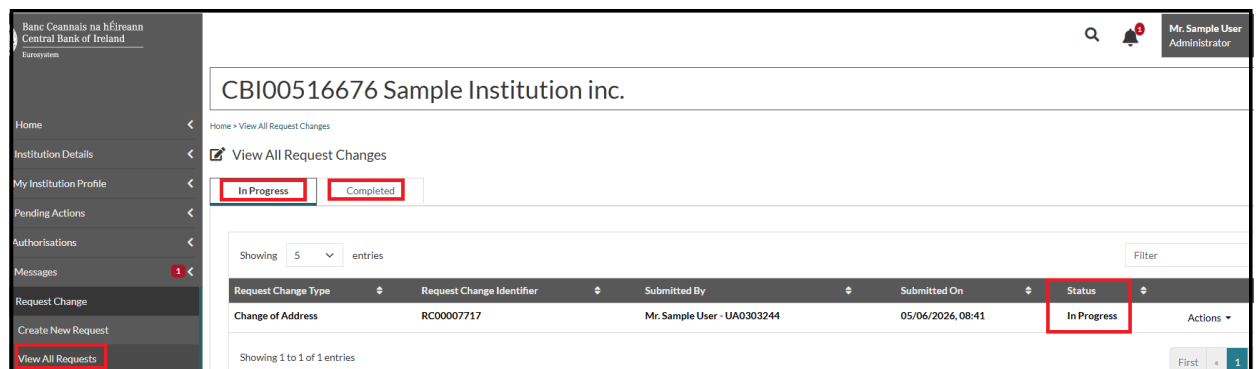 Banc Ceannais na hÉireann
Central Bank of Ireland
Eurosystem
1
Mr. Sample User
Administrator
CBI00516676 Sample Institution inc.
Home
Institution Details
My Institution Profile
Pending Actions
Authorisations
Messages 1
Request Change
Create New Request
View All Requests
Home > View All Request Changes
View All Request Changes
In Progress Completed
Showing 5 entries Filter
Request Change Type Request Change Identifier Submitted By Submitted On Status
Change of Address RC00007717 Mr. Sample User - UA0303244 05/06/2026, 08:41 In Progress Actions
Showing 1 to 1 of 1 entries First « 1